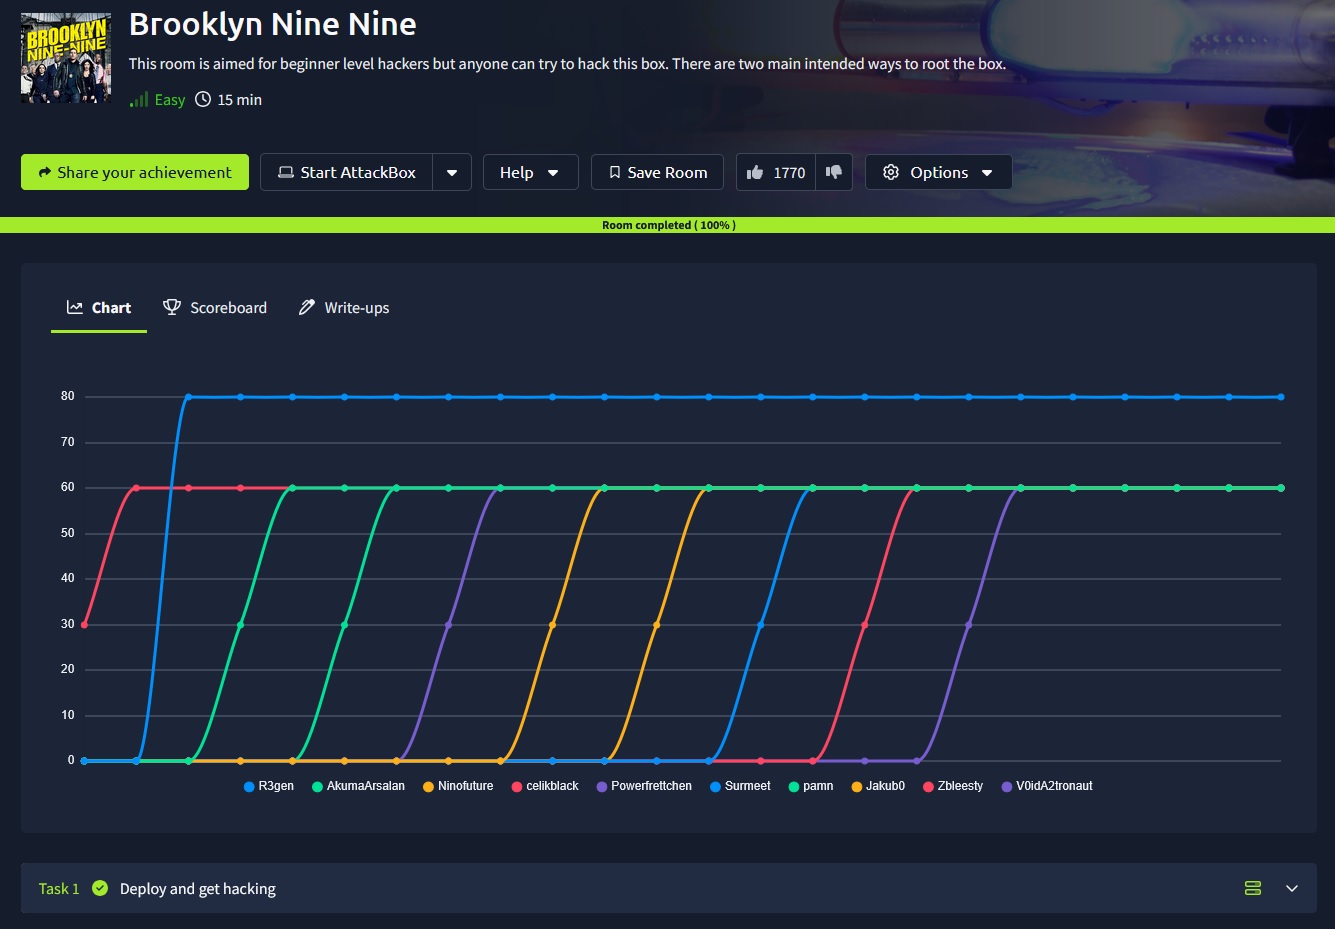 BROOKLYN
NINE-NINE
Brooklyn Nine Nine
This room is aimed for beginner level hackers but anyone can try to hack this box. There are two main intended ways to root the box.
Easy 15 min
Share your achievement Start AttackBox Help Save Room 1770 Options
Room completed ( 100% )
Chart Scoreboard Write-ups
80
70
60
50
40
30
20
10
0
R3gen AkumaArsalan Ninofuture celikblack Powerfrettchen Surmeet pamn Jakub0 Zbleesty V0idA2tronaut
Task 1 Deploy and get hacking